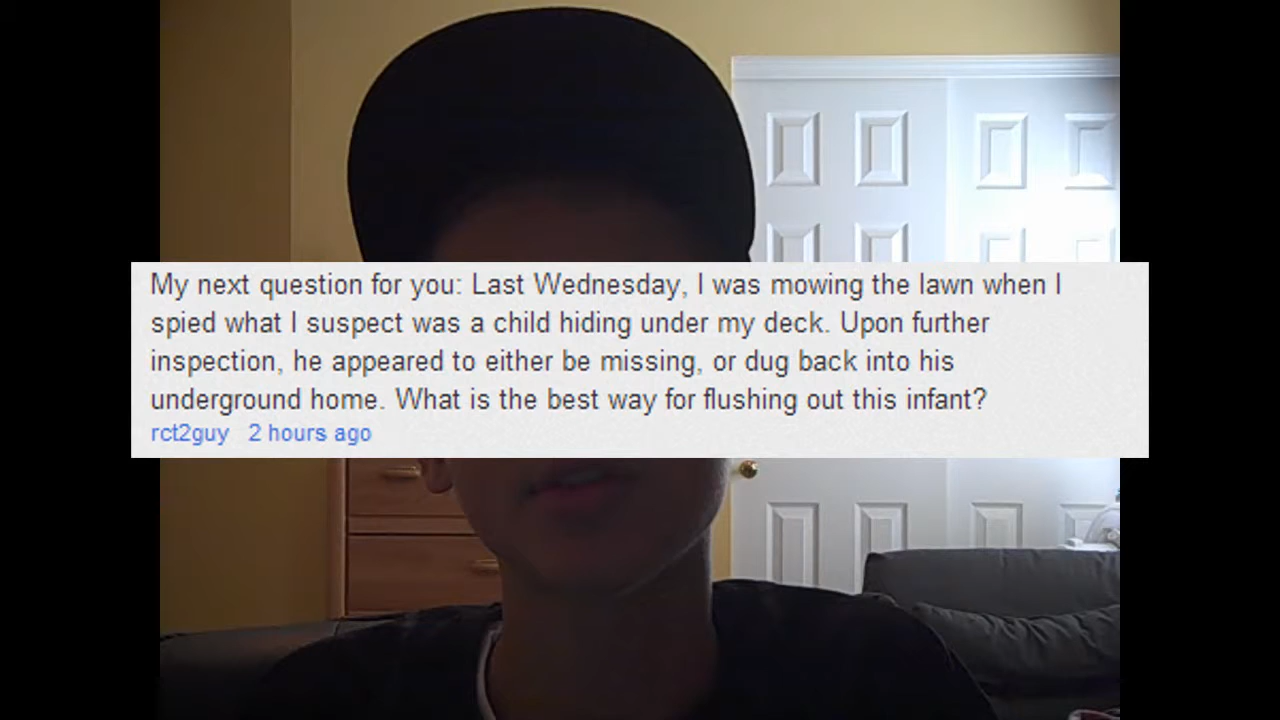 My next question for you: Last Wednesday, I was mowing the lawn when I
spied what I suspect was a child hiding under my deck. Upon further
inspection, he appeared to either be missing, or dug back into his
underground home. What is the best way for flushing out this infant?
rct2guy 2 hours ago